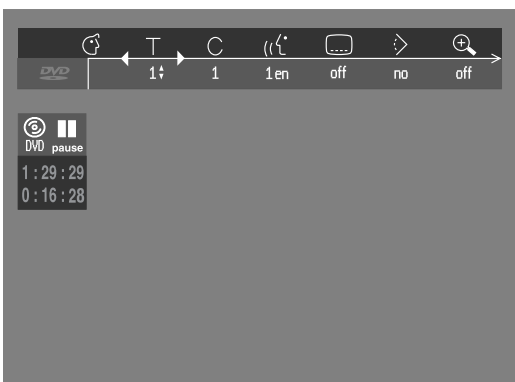 T C
DVD 1 1 1 en off no off
DVD pause
1 : 29 : 29
0 : 16 : 28